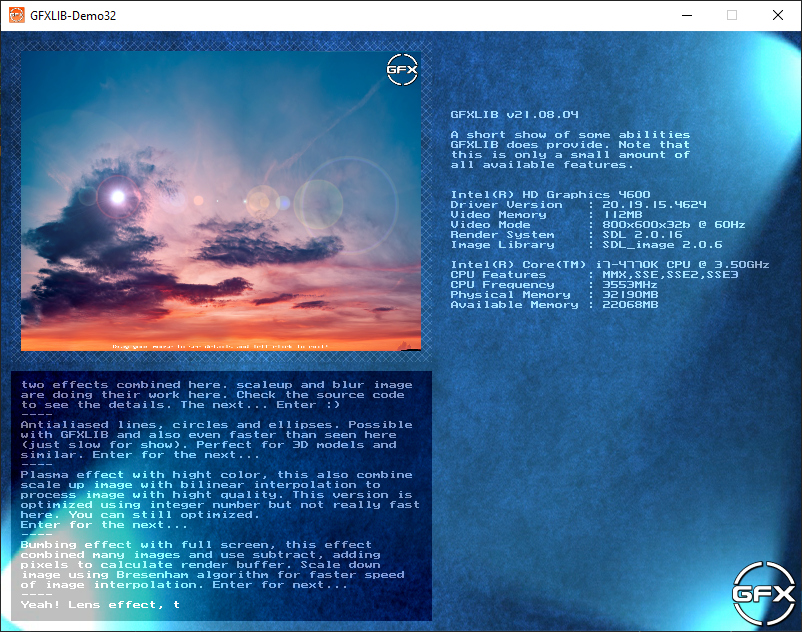 GFXLIB-Demo32
GFX
GFXLIB v21.08.04
A short show of some abilities
GFXLIB does provide. Note that
this is only a small amount of
all available features.
Intel(R) HD Graphics 4600
Driver Version : 20.19.15.4624
Video Memory : 112MB
Video Mode : 800x600x32b @ 60Hz
Render System : SDL 2.0.16
Image Library : SDL_image 2.0.6
Intel(R) Core(TM) i7-4770K CPU @ 3.50GHz
CPU Features : MMX,SSE,SSE2,SSE3
CPU Frequency : 3553MHz
Physical Memory : 32190MB
Available Memory : 22068MB
two effects combined here. scaleup and blur image
are doing their work here. Check the source code
to see the details. The next... Enter :)
----
Antialiased lines, circles and ellipses. Possible
with GFXLIB and also even faster than seen here
(just slow for show). Perfect for 3D models and
similar. Enter for the next...
----
Plasma effect with hight color, this also combine
scale up image with bilinear interpolation to
process image with hight quality. This version is
optimized using integer number but not really fast
here. You can still optimized.
Enter for the next...
----
Bumbing effect with full screen, this effect
combined many images and use subtract, adding
pixels to calculate render buffer. Scale down
image using Bresenham algorithm for faster speed
of image interpolation. Enter for next...
----
Yeah! Lens effect, t
GFX